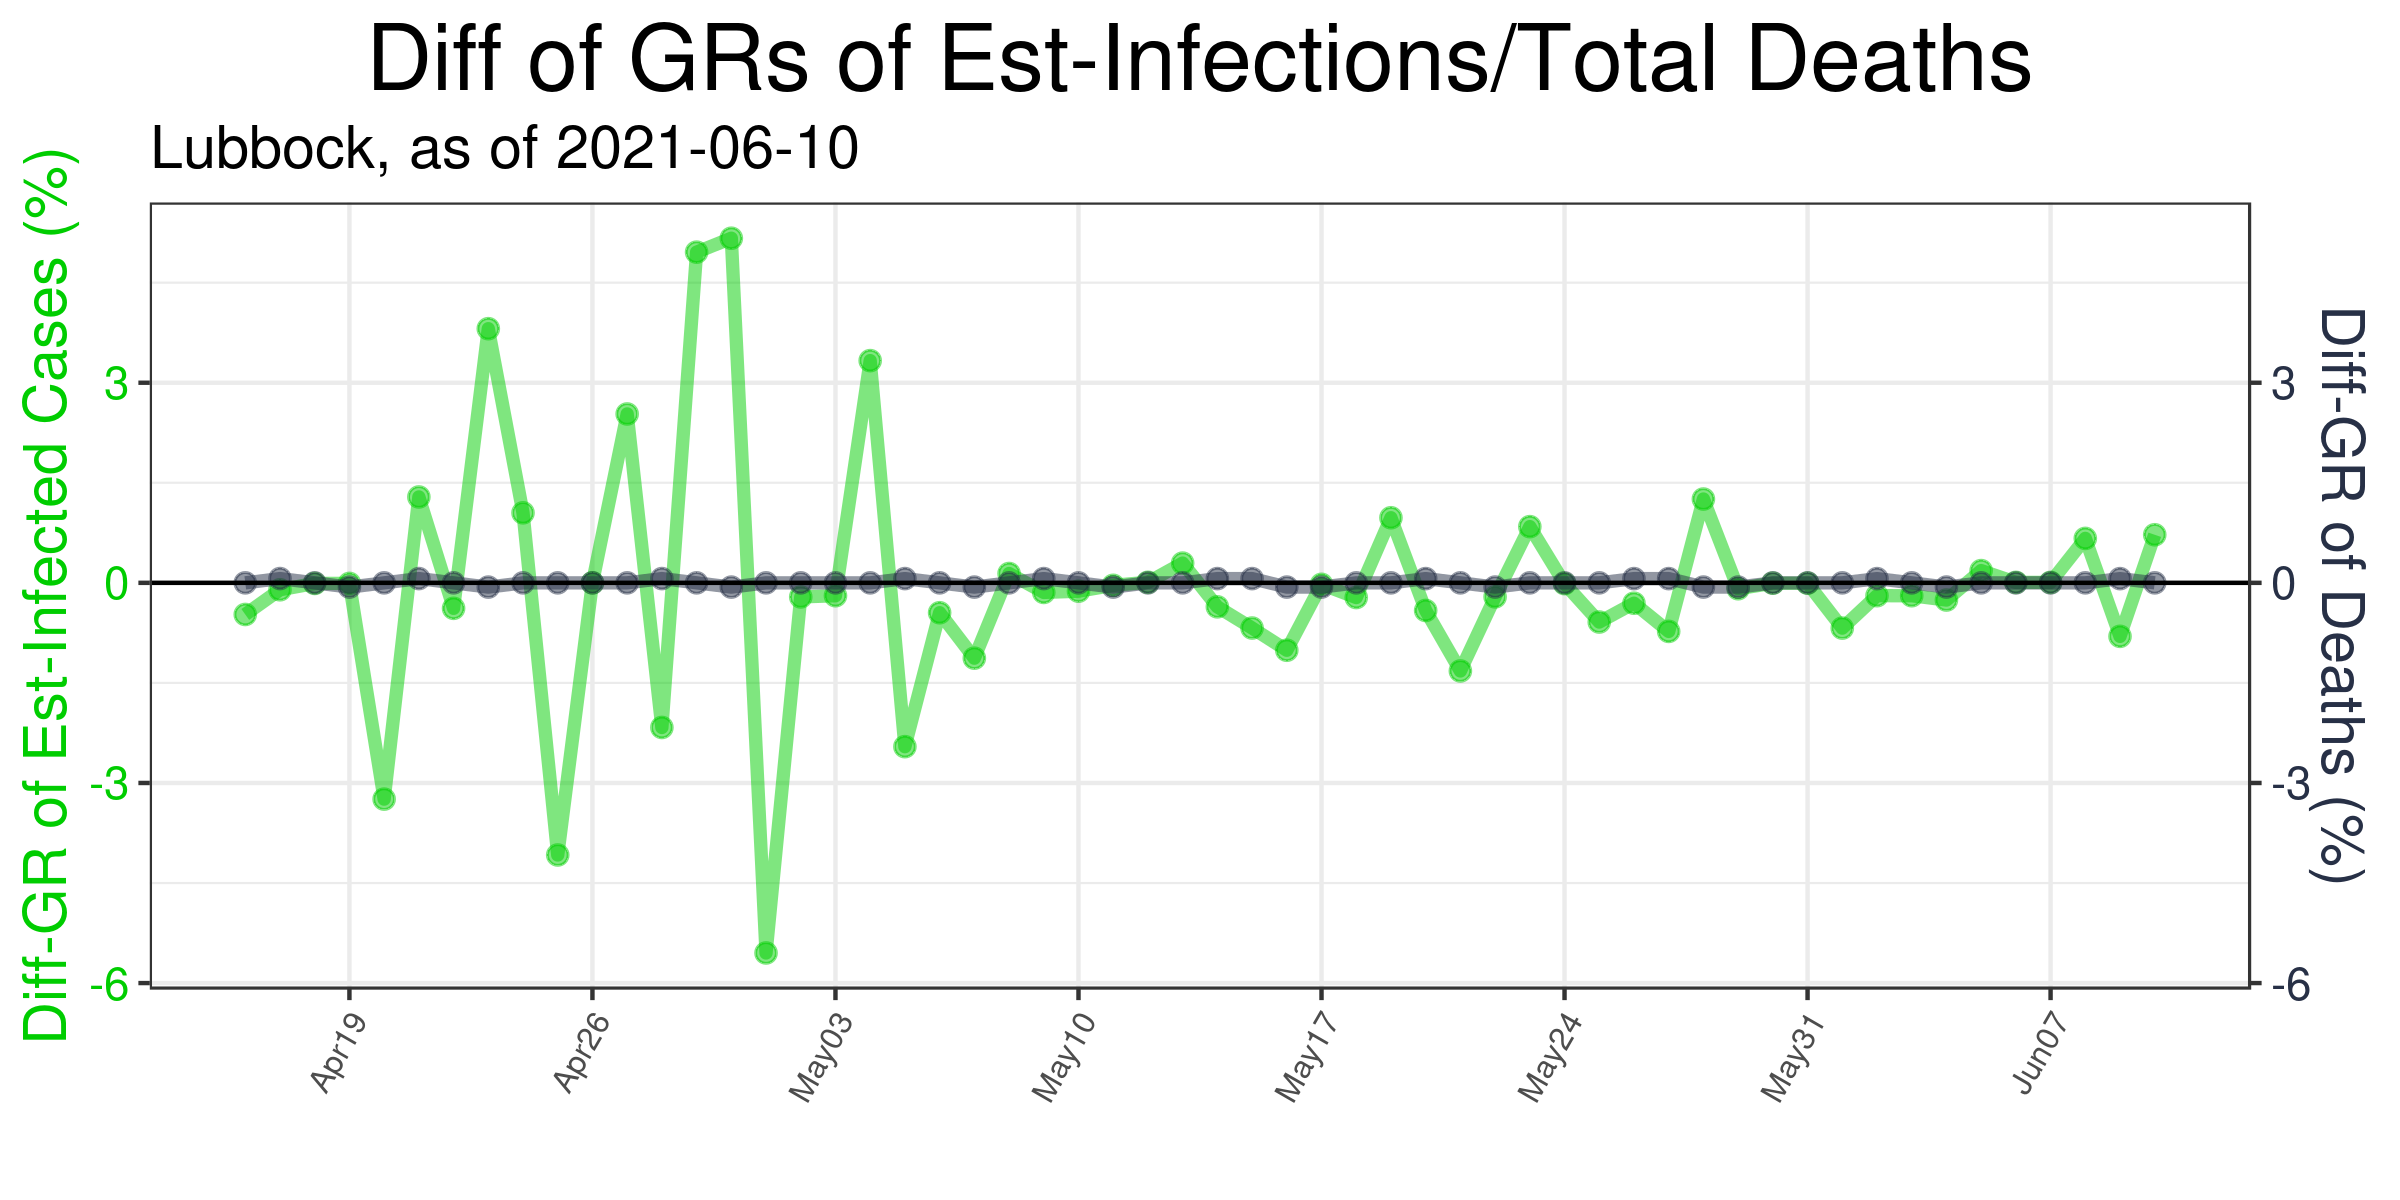 Diff of GRs of Est-Infections/Total Deaths
Lubbock, as of 2021-06-10
Diff-GR of Est-Infected Cases (%)
3
0
-3
-6
3
0
-3
-6
Diff-GR of Deaths (%)
Apr19
Apr26
May03
May10
May17
May24
May31
Jun07